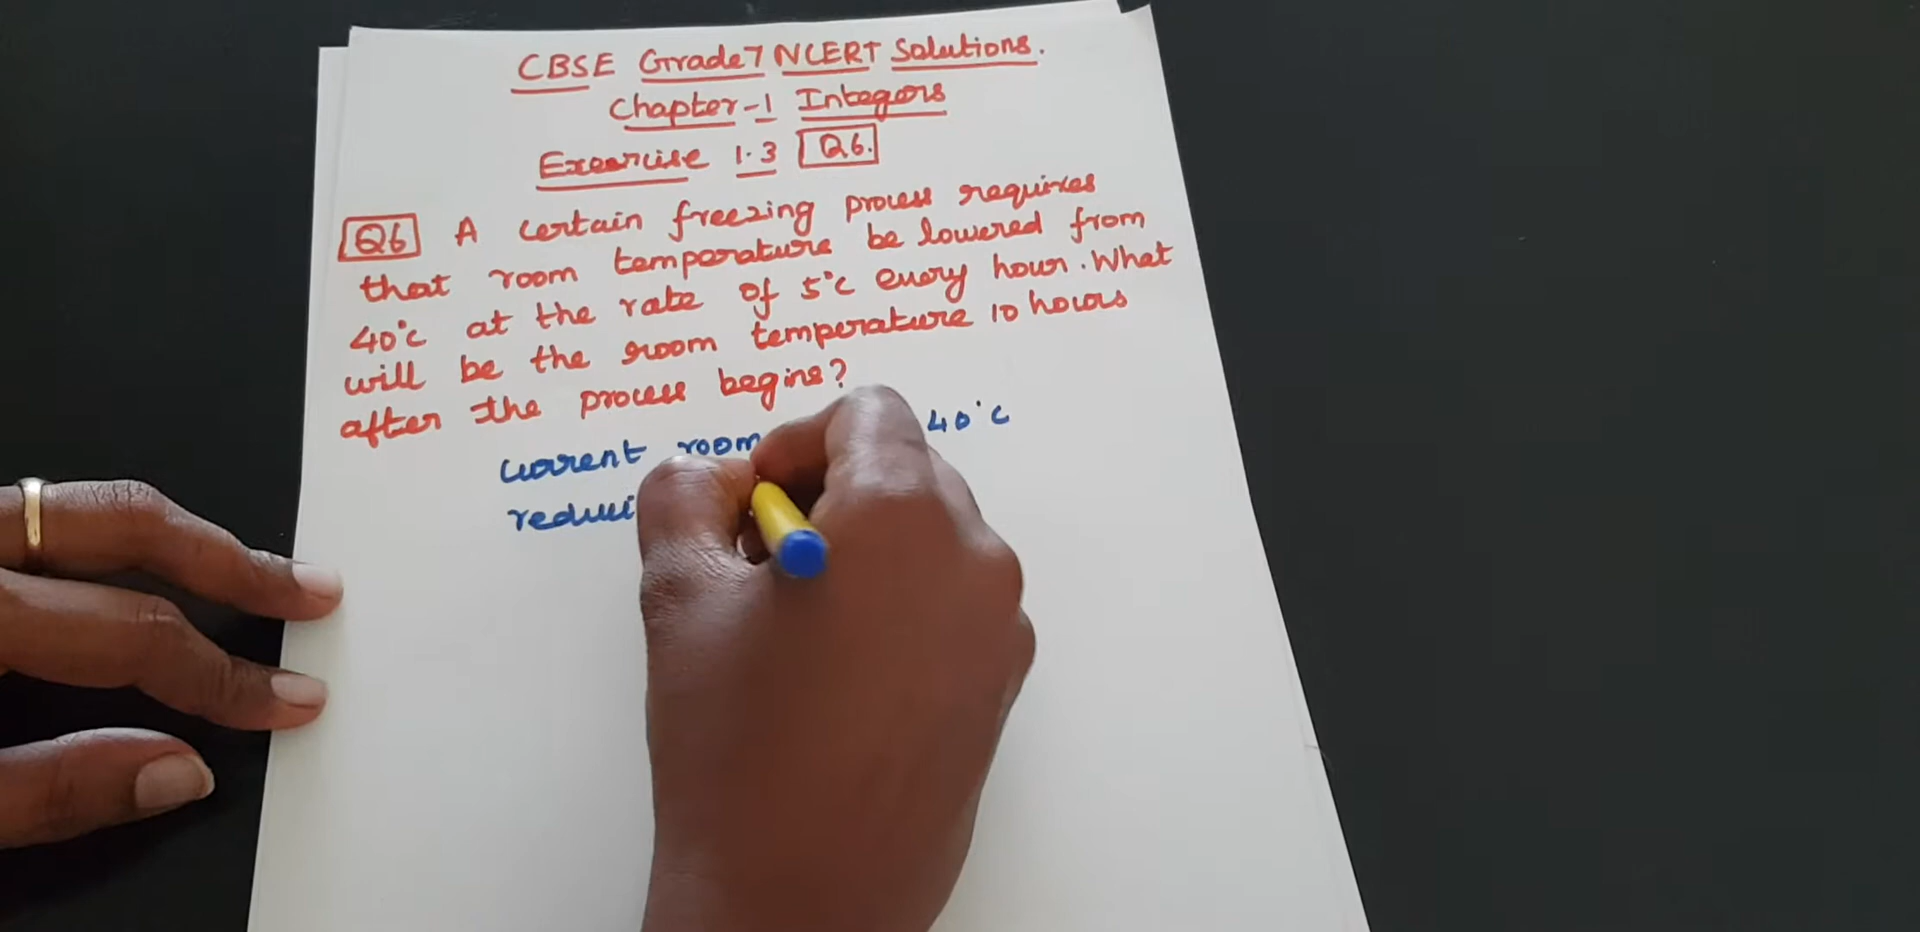 CBSE Grade7 NCERT Solutions.
Chapter-1 Integers
Exercise 1.3 Q6.
Q6 A certain freezing process requires
that room temperature be lowered from
40°C at the rate of 5°C every hour. What
will be the room temperature 10 hours
after the process begins?
current room 40°C